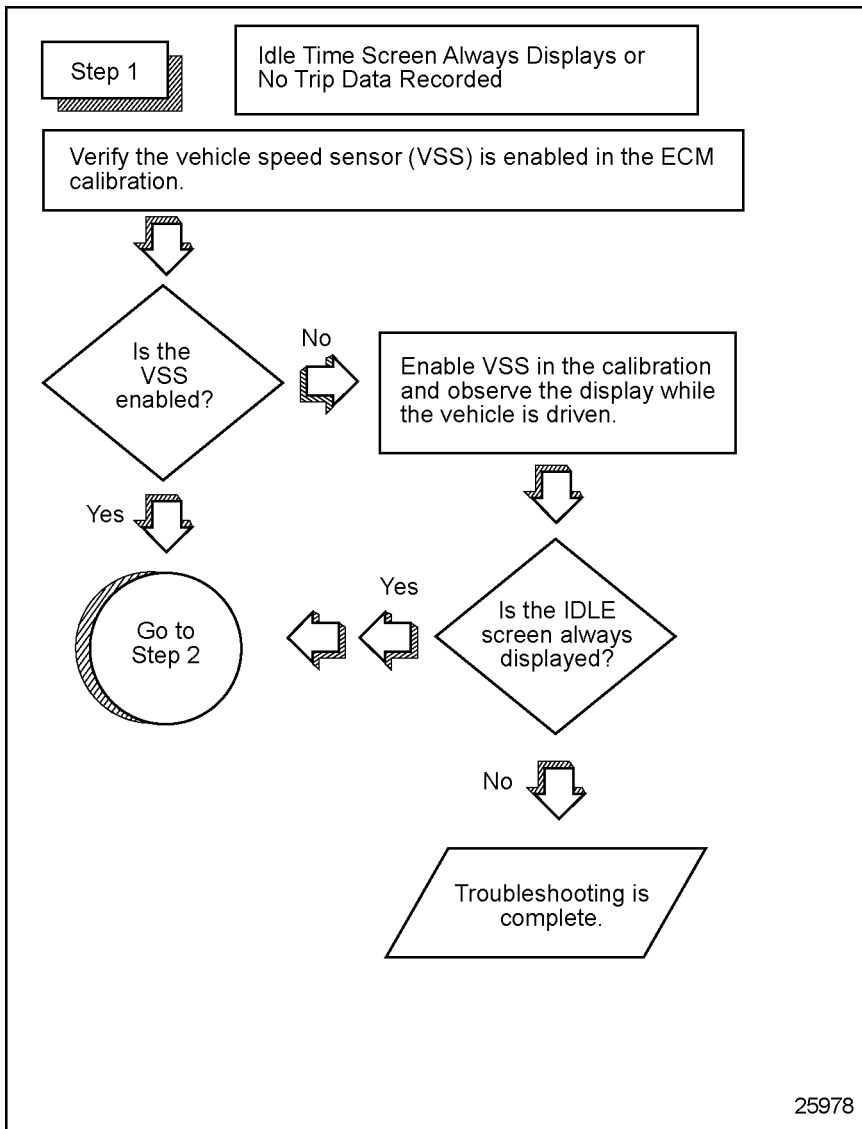 Step 1
Idle Time Screen Always Displays or
No Trip Data Recorded
Verify the vehicle speed sensor (VSS) is enabled in the ECM
calibration.
Is the
VSS
enabled?
No
Enable VSS in the calibration
and observe the display while
the vehicle is driven.
Yes
Go to
Step 2
Yes
Is the IDLE
screen always
displayed?
No
Troubleshooting is
complete.
25978